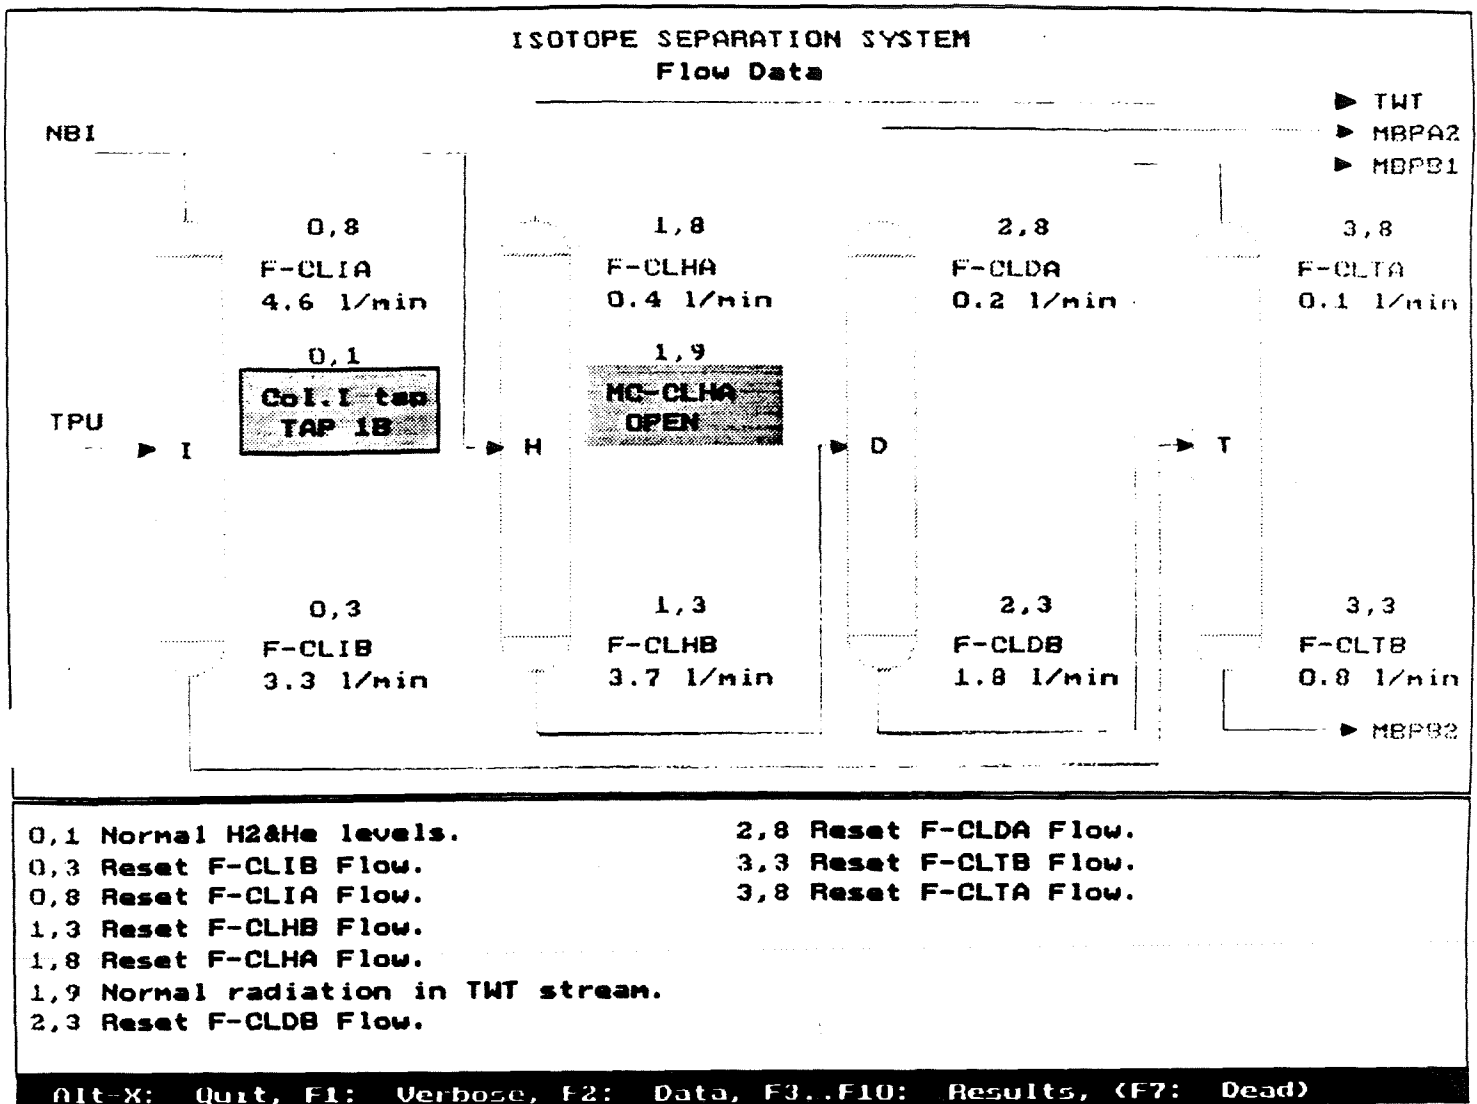 ISOTOPE SEPARATION SYSTEM
Flow Data
TWT
NBI
MBPA2
MBPB1
0,8 1,8 2,8 3,8
F-CLIA F-CLHA F-CLDA F-CLTA
4.6 l/min 0.4 l/min 0.2 l/min 0.1 l/min
0,1 1,9
Col.I tap MC-CLHA
TAP 1B OPEN
TPU
I H D T
0,3 1,3 2,3 3,3
F-CLIB F-CLHB F-CLDB F-CLTB
3.3 l/min 3.7 l/min 1.8 l/min 0.8 l/min
MBPB2
0,1 Normal H2&He levels.
0,3 Reset F-CLIB Flow.
0,8 Reset F-CLIA Flow.
1,3 Reset F-CLHB Flow.
1,8 Reset F-CLHA Flow.
1,9 Normal radiation in TWT stream.
2,3 Reset F-CLDB Flow.
2,8 Reset F-CLDA Flow.
3,3 Reset F-CLTB Flow.
3,8 Reset F-CLTA Flow.
Alt-X: Quit, F1: Verbose, F2: Data, F3..F10: Results, (F7: Dead)